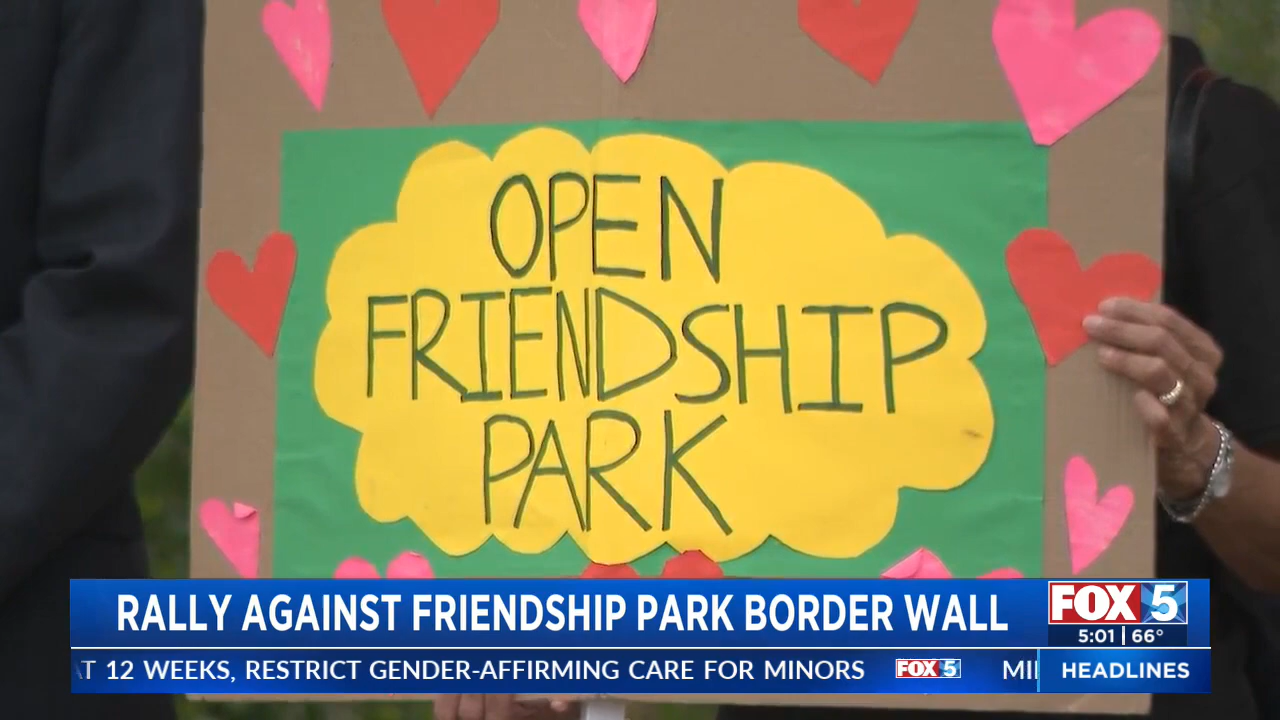 OPEN
FRIENDSHIP
PARK
RALLY AGAINST FRIENDSHIP PARK BORDER WALL
FOX 5
5:01 | 66°
12 WEEKS, RESTRICT GENDER-AFFIRMING CARE FOR MINORS FOX 5
HEADLINES